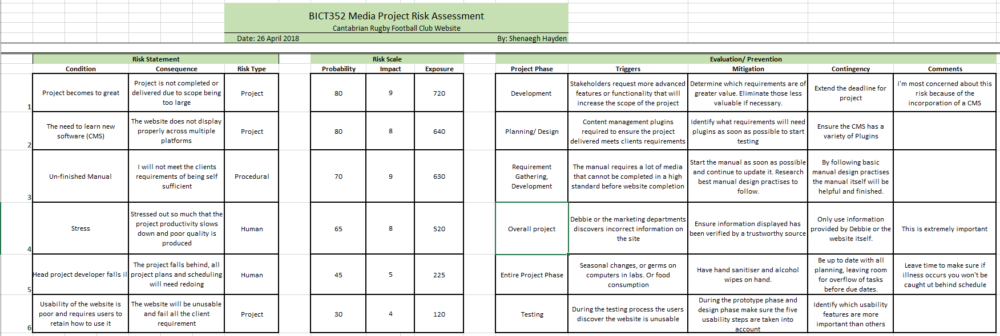 BICT352 Media Project Risk Assessment
Cantabrian Rugby Football Club Website
Date: 26 April 2018 By: Shenaegh Hayden
Risk Statement Risk Scale Evaluation/ Prevention
Condition Consequence Risk Type Probability Impact Exposure Project Phase Triggers Mitigation Contingency Comments
1
Project becomes to great
Project is not completed or
delivered due to scope being
too large
Project
80
9
720
Development
Stakeholders request more advanced
features or functionality that will
increase the scope of the project
Determine which requirements are of
greater value. Eliminate those less
valuable if necessary.
Extend the deadline for
project
I'm most concerned about this
risk because of the
incorporation of a CMS
2
The need to learn new
software (CMS)
The website does not display
properly across multiple
platforms
Project
80
8
640
Planning/ Design
Content management plugins
required to ensure the project
delivered meets clients requirements
Identify what requirements will need
plugins as soon as possible to start
testing
Ensure the CMS has a
variety of Plugins
3
Un-finished Manual
I will not meet the clients
requirements of being self
sufficient
Procedural
70
9
630
Requirement
Gathering,
Development
The manual requires a lot of media
that cannot be completed in a high
standard before website completion
Start the manual as soon as possible
and continue to update it. Research
best manual design practises to
follow.
By following basic
manual design practises
the manual itself will be
helpful and finished.
4
Stress
Stressed out so much that the
project productivity slows
down and poor quality is
produced
Human
65
8
520
Overall project
Debbie or the marketing departments
discovers incorrect information on
the site
Ensure information displayed has
been verified by a trustworthy source
Only use information
provided by Debbie or the
website itself.
This is extremely important
5
Head project developer falls il
The project falls behind, all
project plans and scheduling
will need redoing
Human
45
5
225
Entire Project Phase
Seasonal changes, or germs on
computers in labs. Or food
consumption
Have hand sanitiser and alcohol
wipes on hand.
Be up to date with all
planning, leaving room
for overflow of tasks
before due dates.
Leave time to make sure if
illness occurs you won't be
caught ut behind schedule
6
Usability of the website is
poor and requires users to
retain how to use it
The website will be unusable
and fail all the client
requirement
Project
30
4
120
Testing
During the testing process the users
discover the website is unusable
During the prototype phase and
design phase make sure the five
usability steps are taken into
account
Identify which usability
features are more
important than others